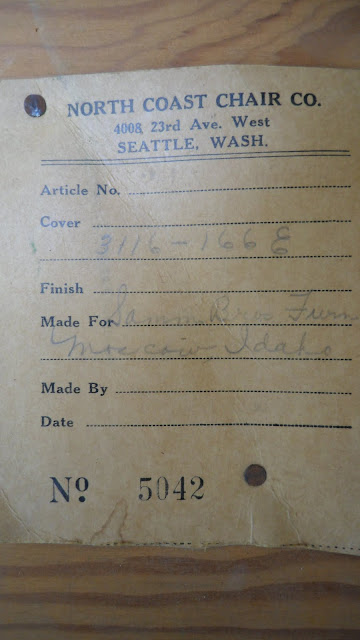 NORTH COAST CHAIR CO.
4008 23rd Ave. West
SEATTLE, WASH.
Article No.
Cover
3116-166 E
Finish
Made For Bros Furn
Moscow Idaho
Made By
Date
No. 5042